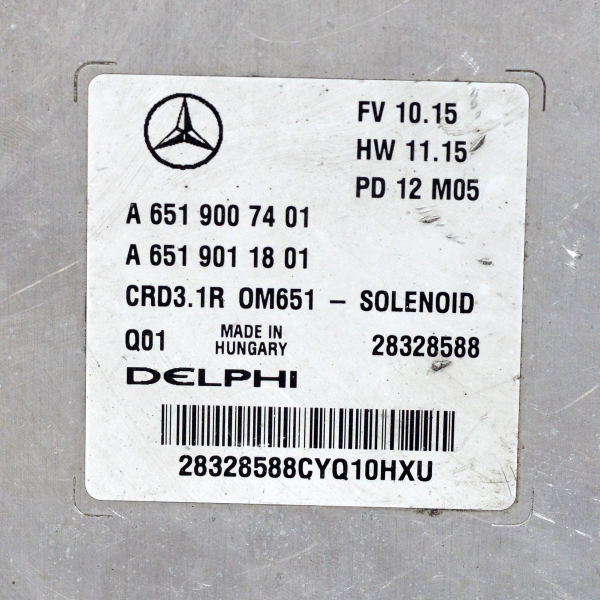 FV 10.15
HW 11.15
PD 12 M05
A 651 900 74 01
A 651 901 18 01
CRD3.1R OM651 – SOLENOID
Q01 MADE IN HUNGARY 28328588
DELPHI
28328588CYQ10HXU